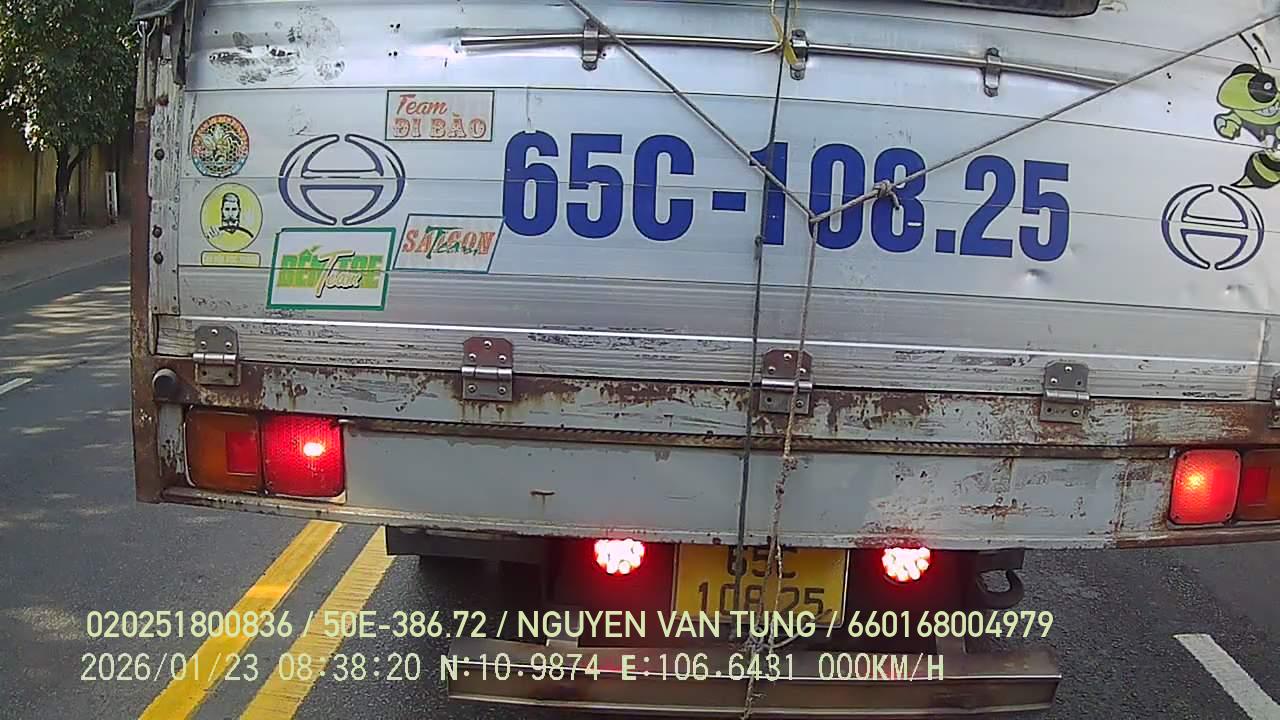 Team
ĐI BÃO
65C-108.25
SAIGON
Team
BẾN TRE
Team
65C
108.25
020251800836 / 50E-386.72 / NGUYEN VAN TUNG / 660168004979
2026/01/23 08:38:20 N:10.9874 E:106.6431 000KM/H